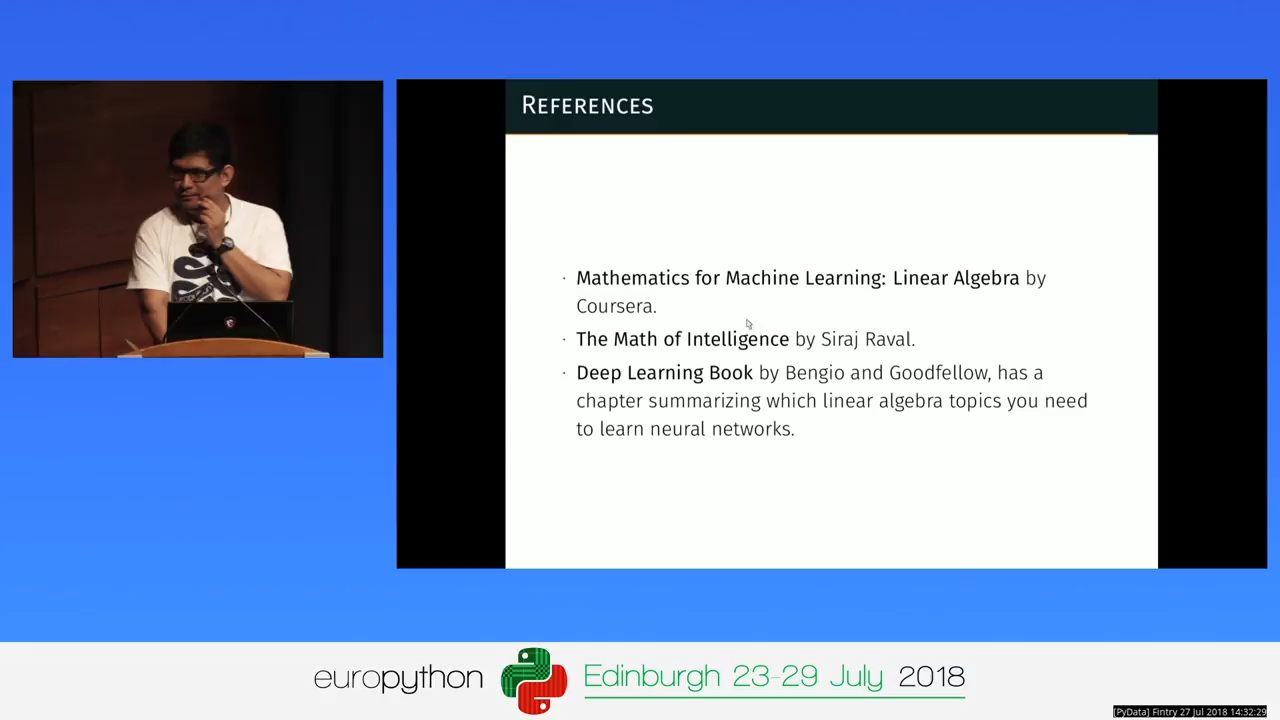 REFERENCES
· Mathematics for Machine Learning: Linear Algebra by
Coursera.
· The Math of Intelligence by Siraj Raval.
· Deep Learning Book by Bengio and Goodfellow, has a
chapter summarizing which linear algebra topics you need
to learn neural networks.
europython Edinburgh 23-29 July 2018
[PyData] Fintry 27 Jul 2018 14:32:29